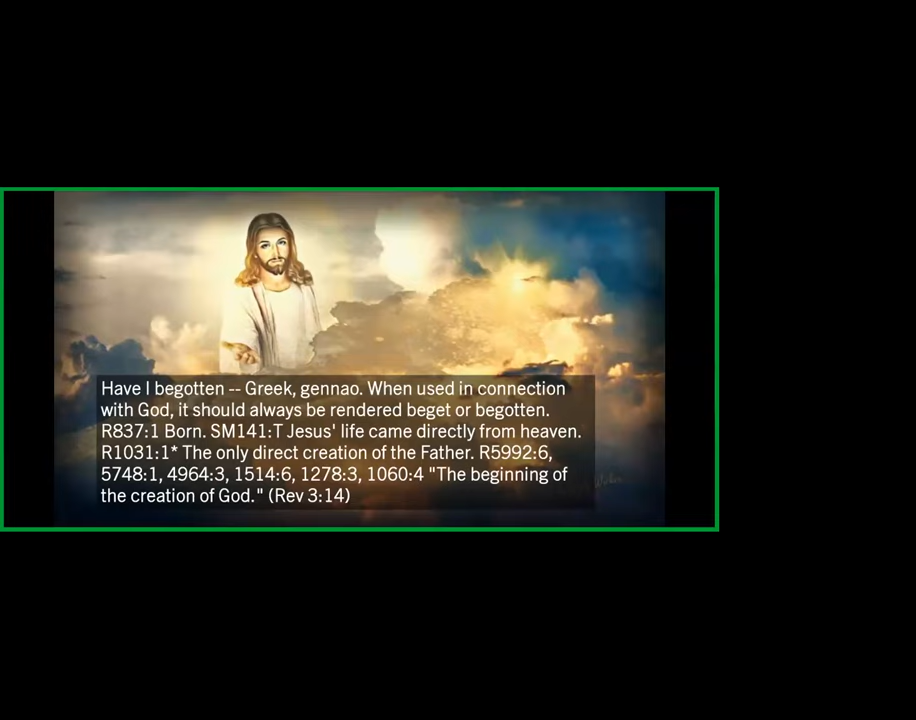 Have I begotten -- Greek, gennao. When used in connection
with God, it should always be rendered beget or begotten.
R837:1 Born. SM141:T Jesus' life came directly from heaven.
R1031:1* The only direct creation of the Father. R5992:6,
5748:1, 4964:3, 1514:6, 1278:3, 1060:4 "The beginning of
the creation of God." (Rev 3:14)